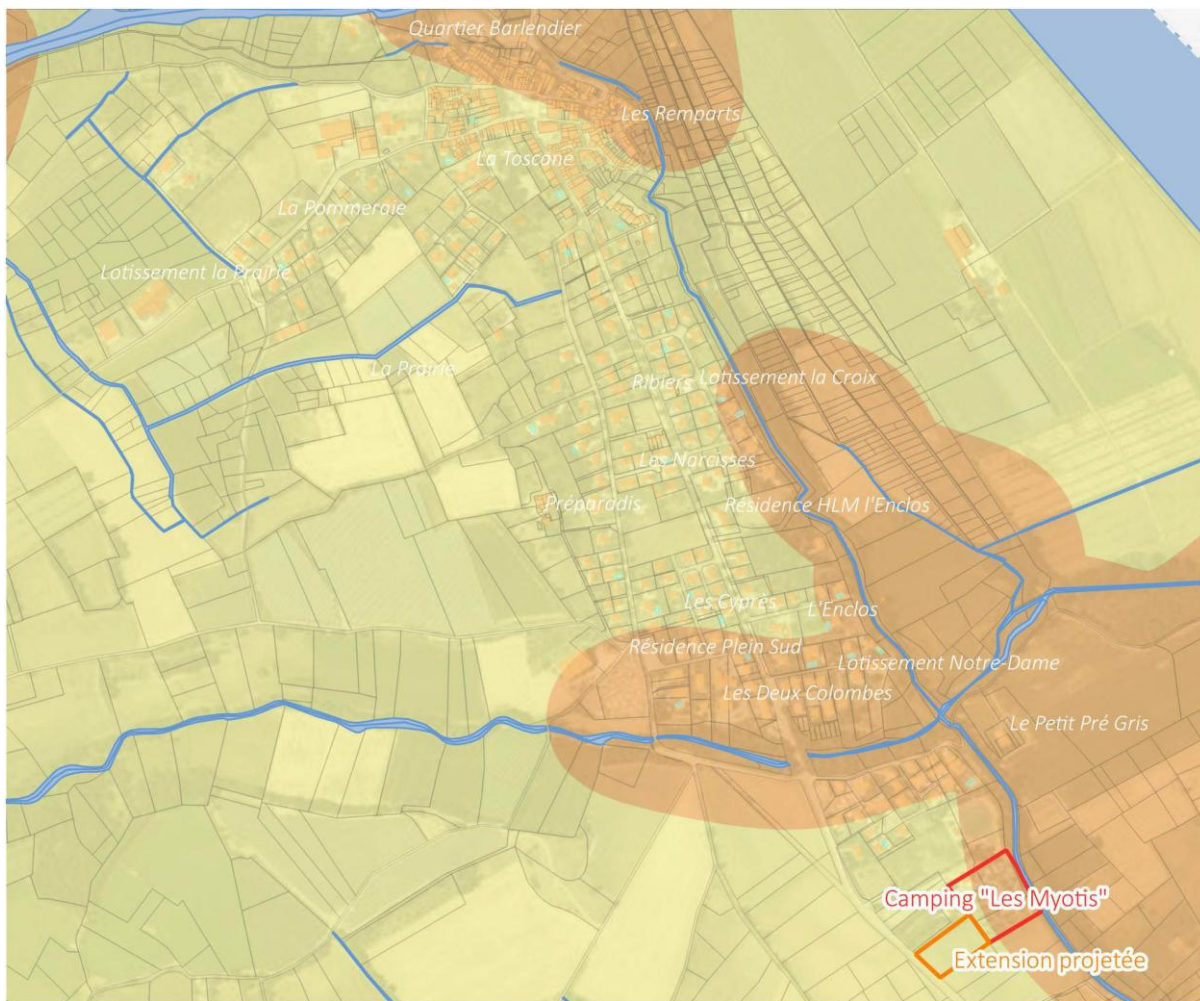 Quartier Barlendier
Les Remparts
La Toscane
La Pommeraie
Lotissement la Prairie
La Prairie
Ribiers
Lotissement la Croix
Les Narcisses
Préparadis
Résidence HLM l'Enclos
Les Cyprès
L'Enclos
Résidence Plein Sud
Lotissement Notre-Dame
Les Deux Colombes
Le Petit Pré Gris
Camping "Les Myotis"
Extension projetée